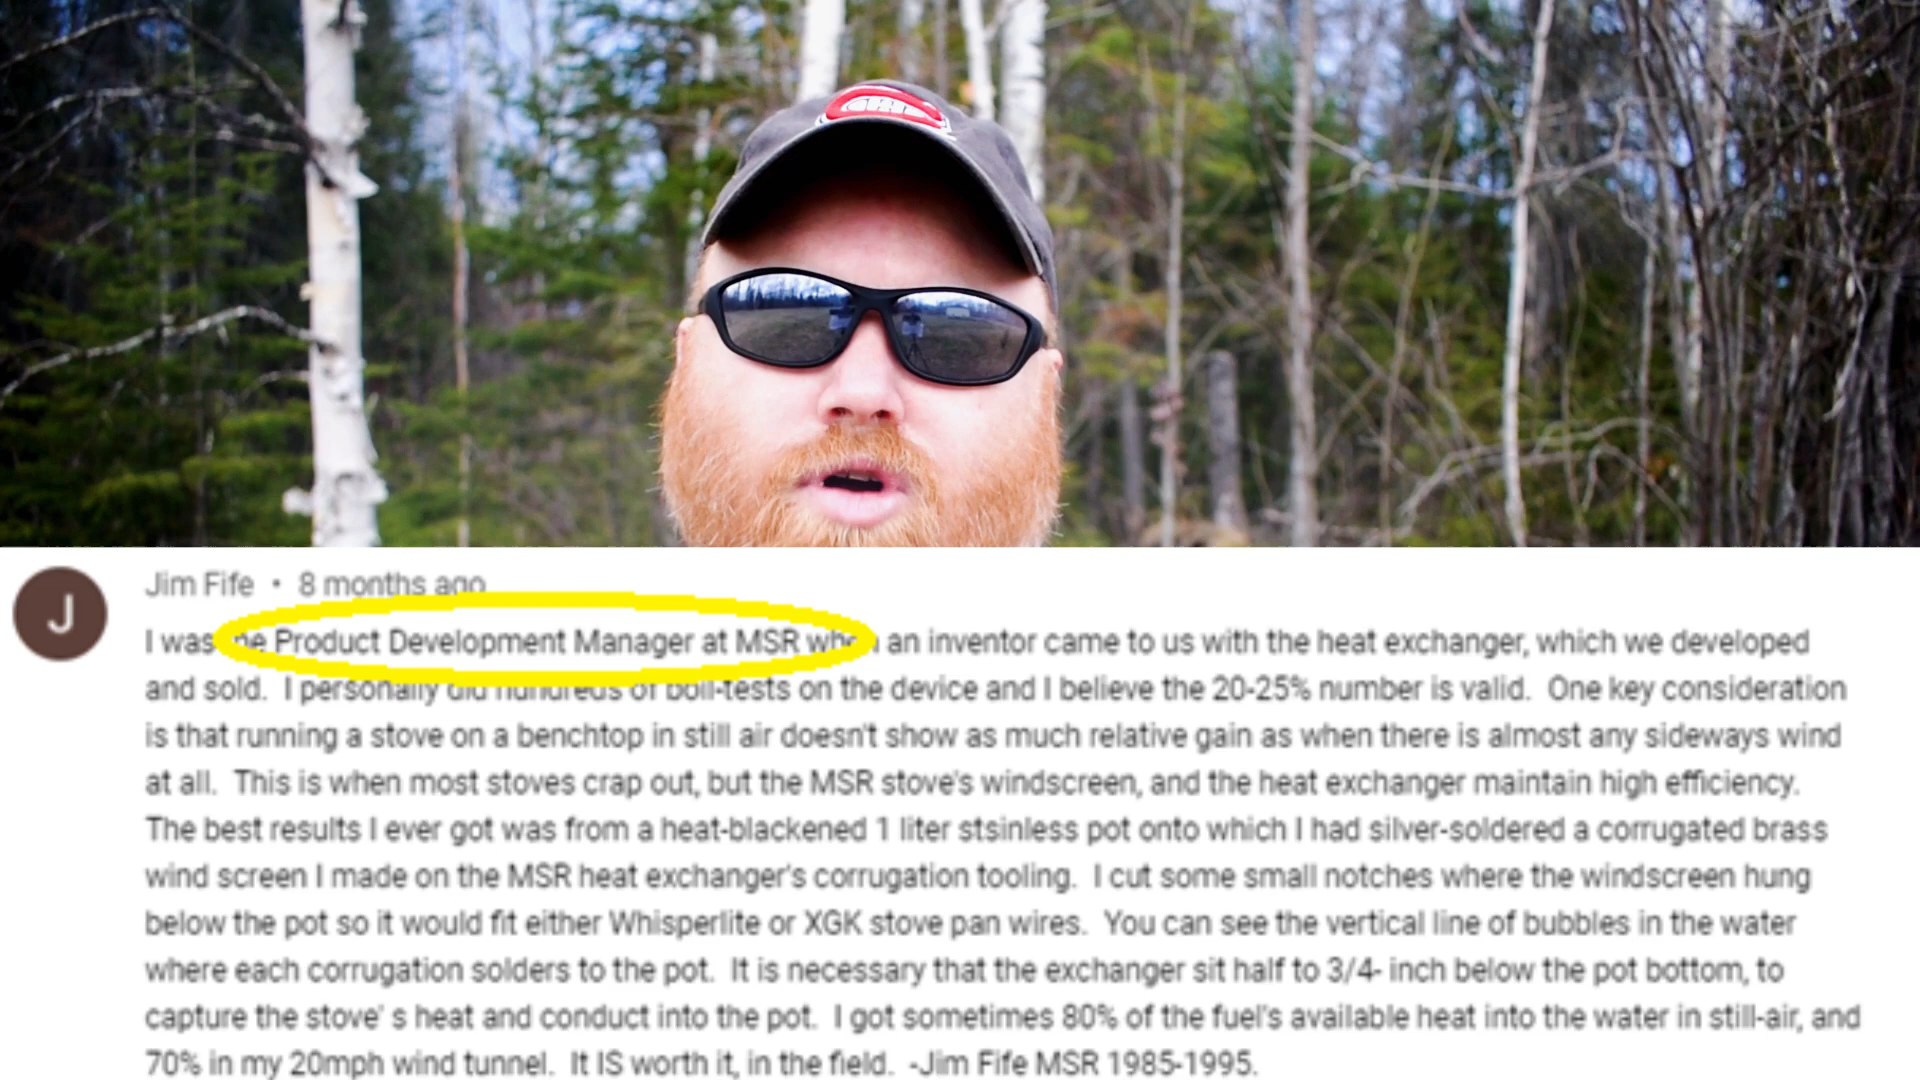 J
Jim Fife • 8 months ago
I was he Product Development Manager at MSR when an inventor came to us with the heat exchanger, which we developed
and sold.  I personally did hundreds of boil-tests on the device and I believe the 20-25% number is valid.  One key consideration
is that running a stove on a benchtop in still air doesn't show as much relative gain as when there is almost any sideways wind
at all.  This is when most stoves crap out, but the MSR stove's windscreen, and the heat exchanger maintain high efficiency.
The best results I ever got was from a heat-blackened 1 liter stsinless pot onto which I had silver-soldered a corrugated brass
wind screen I made on the MSR heat exchanger's corrugation tooling.  I cut some small notches where the windscreen hung
below the pot so it would fit either Whisperlite or XGK stove pan wires.  You can see the vertical line of bubbles in the water
where each corrugation solders to the pot.  It is necessary that the exchanger sit half to 3/4- inch below the pot bottom, to
capture the stove' s heat and conduct into the pot.  I got sometimes 80% of the fuel's available heat into the water in still-air, and
70% in my 20mph wind tunnel.  It IS worth it, in the field.  -Jim Fife MSR 1985-1995.